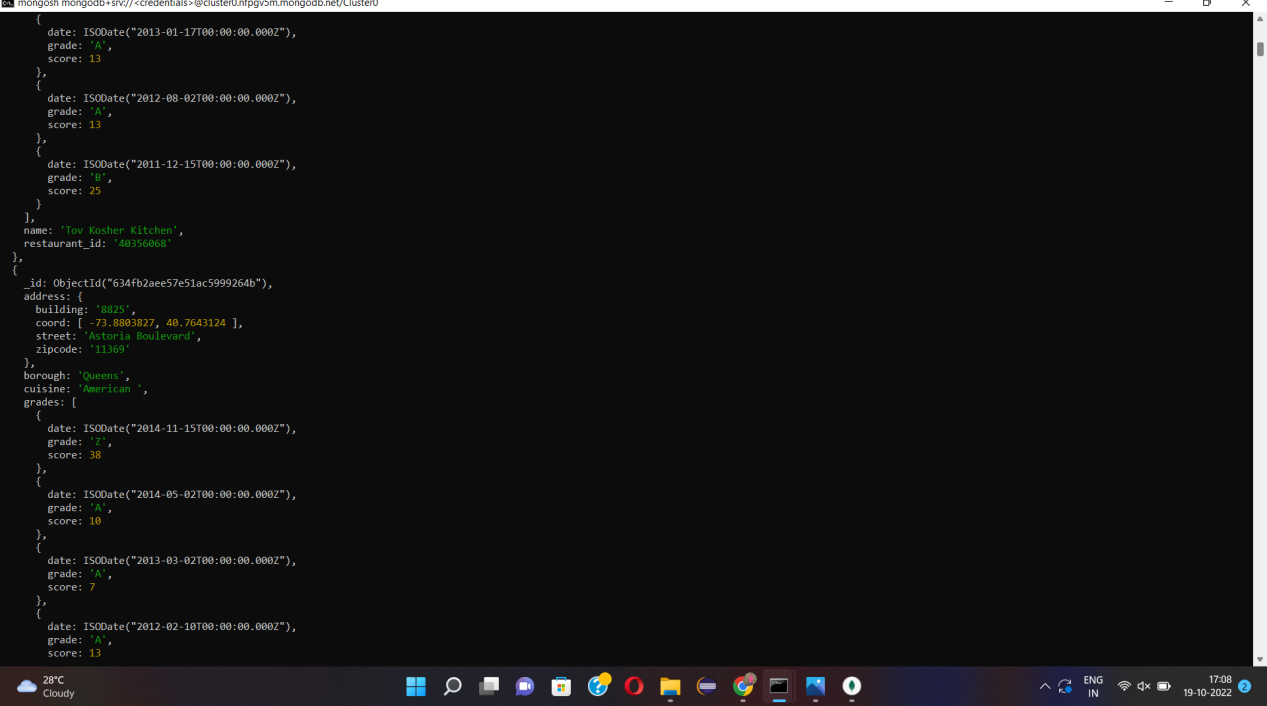 mongosh mongodb+srv://<credentials>@cluster0.nfpgv5m.mongodb.net/Cluster0
{
date: ISODate("2013-01-17T00:00:00.000Z"),
grade: 'A',
score: 13
},
{
date: ISODate("2012-08-02T00:00:00.000Z"),
grade: 'A',
score: 13
},
{
date: ISODate("2011-12-15T00:00:00.000Z"),
grade: 'B',
score: 25
}
],
name: 'Tov Kosher Kitchen',
restaurant_id: '40356068'
},
{
_id: ObjectId("634fb2aee57e51ac5999264b"),
address: {
building: '8825',
coord: [ -73.8803827, 40.7643124 ],
street: 'Astoria Boulevard',
zipcode: '11369'
},
borough: 'Queens',
cuisine: 'American ',
grades: [
{
date: ISODate("2014-11-15T00:00:00.000Z"),
grade: 'Z',
score: 38
},
{
date: ISODate("2014-05-02T00:00:00.000Z"),
grade: 'A',
score: 10
},
{
date: ISODate("2013-03-02T00:00:00.000Z"),
grade: 'A',
score: 7
},
{
date: ISODate("2012-02-10T00:00:00.000Z"),
grade: 'A',
score: 13
28°C
Cloudy
ENG
IN
17:08
19-10-2022
2